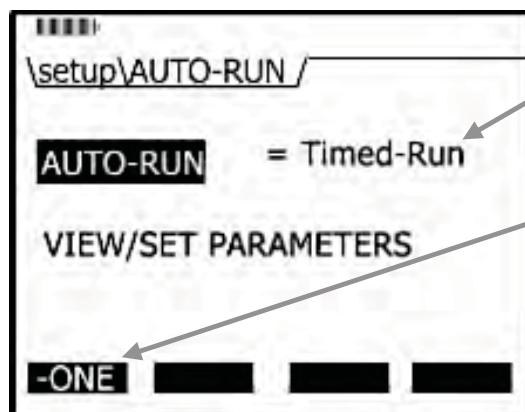 \setup\AUTO-RUN /
AUTO-RUN = Timed-Run
VIEW/SET PARAMETERS
-ONE